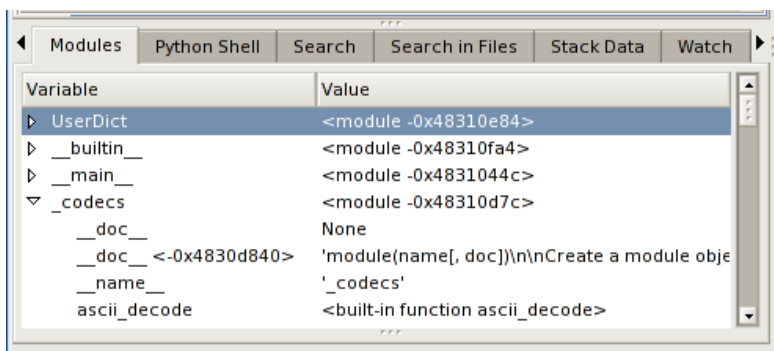 Modules Python Shell Search Search in Files Stack Data Watch
Variable Value
UserDict <module -0x48310e84>
__builtin__ <module -0x48310fa4>
__main__ <module -0x4831044c>
_codecs <module -0x48310d7c>
__doc__ None
__doc__ <-0x4830d840> 'module(name[, doc])\n\nCreate a module obje
__name__ '_codecs'
ascii_decode <built-in function ascii_decode>